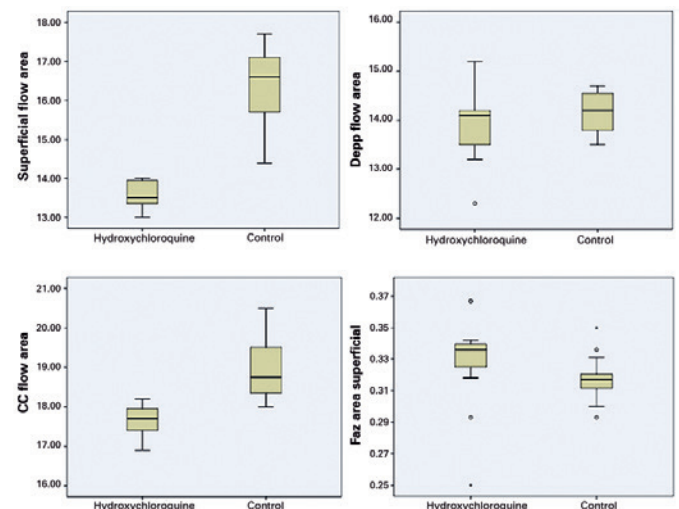 Superficial flow area
18.00
17.00
16.00
15.00
14.00
13.00
Hydroxychloroquine
Control
Depp flow area
16.00
15.00
14.00
13.00
12.00
Hydroxychloroquine
Control
CC flow area
21.00
20.00
19.00
18.00
17.00
16.00
Hydroxychloroquine
Control
Faz area superficial
0.37
0.35
0.33
0.31
0.29
0.27
0.25
Hydroxychloroquine
Control